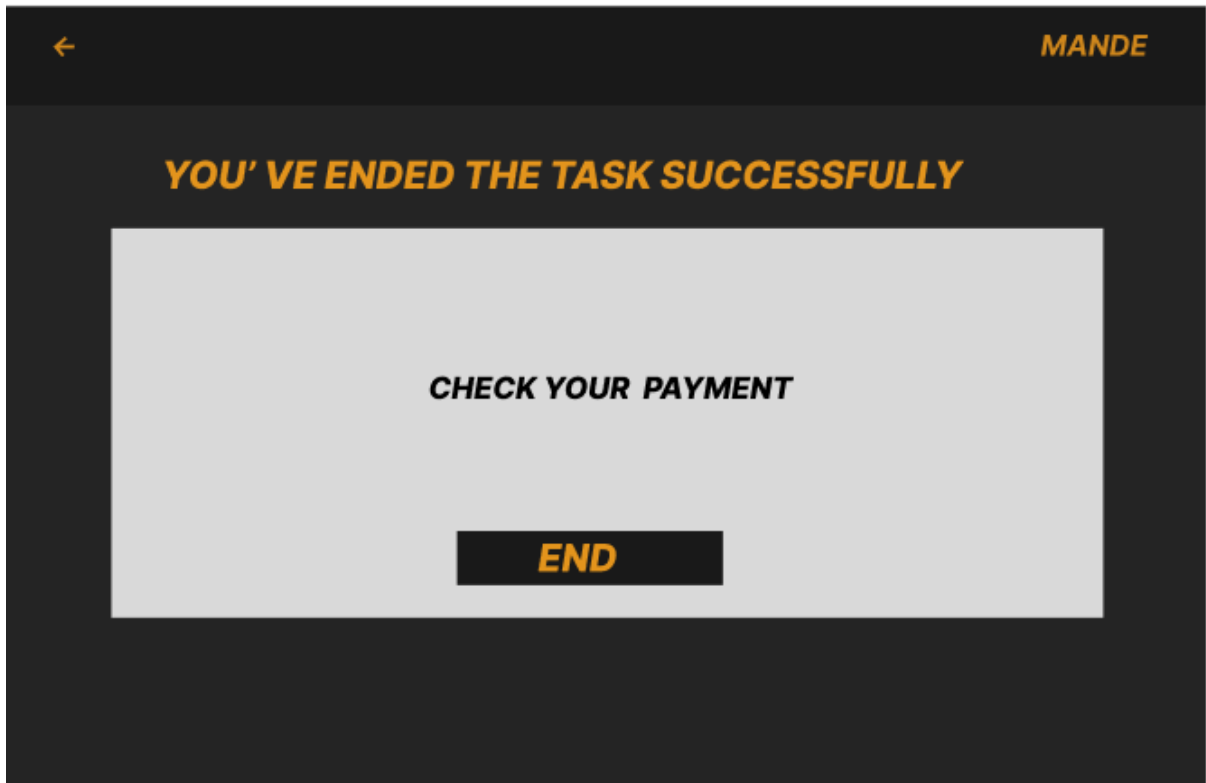 ←
MANDE
YOU’ VE ENDED THE TASK SUCCESSFULLY
CHECK YOUR  PAYMENT
END